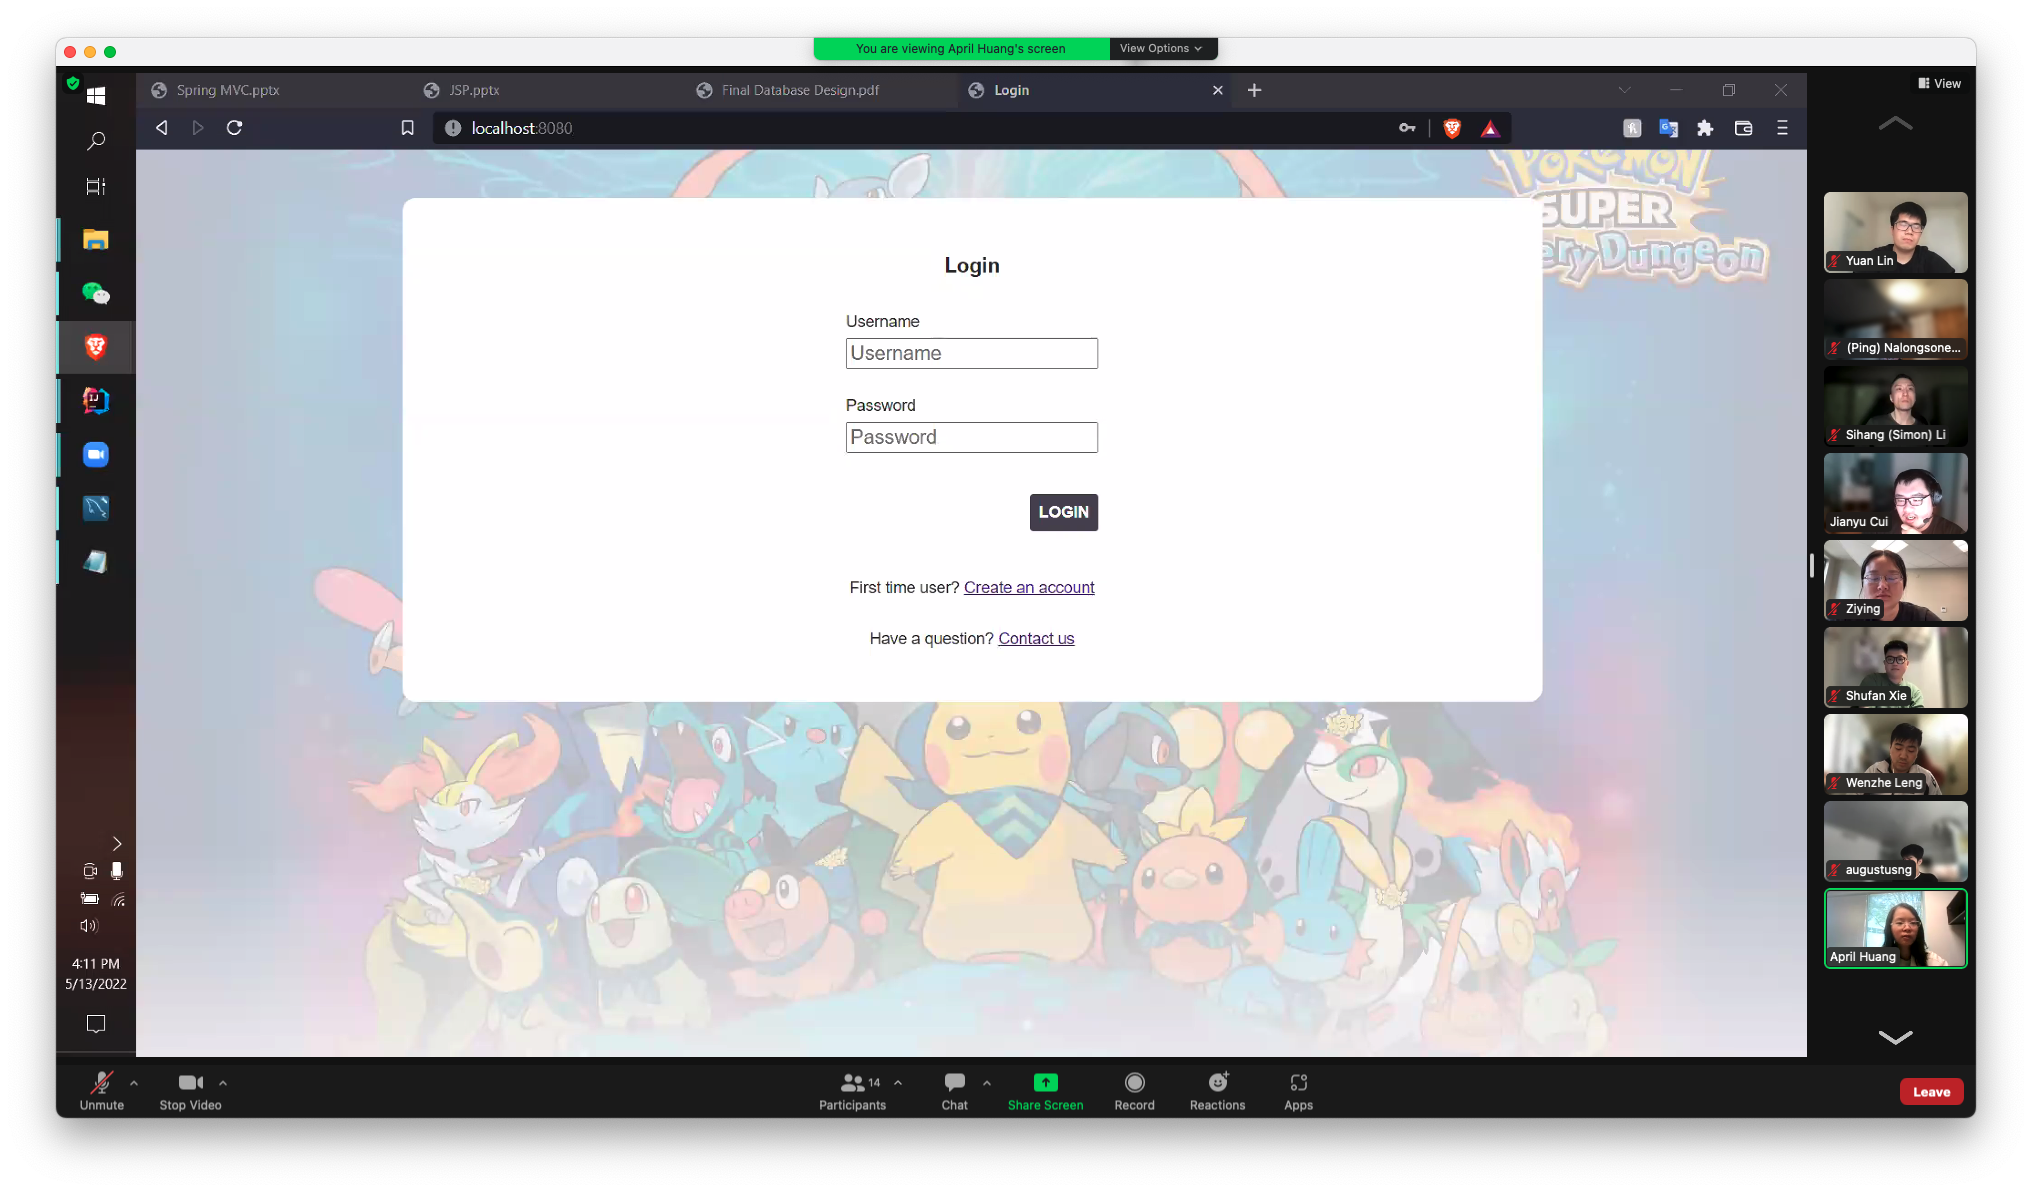 You are viewing April Huang's screen
View Options
View
Spring MVC.pptx
JSP.pptx
Final Database Design.pdf
Login
localhost:8080
POKéMON
SUPER
ery Dungeon
Login
Username
Username
Password
Password
LOGIN
First time user? Create an account
Have a question? Contact us
Yuan Lin
(Ping) Nalongsone...
Sihang (Simon) Li
Jianyu Cui
Ziying
Shufan Xie
Wenzhe Leng
augustusng
April Huang
4:11 PM
5/13/2022
Unmute
Stop Video
14
Participants
Chat
Share Screen
Record
Reactions
Apps
Leave